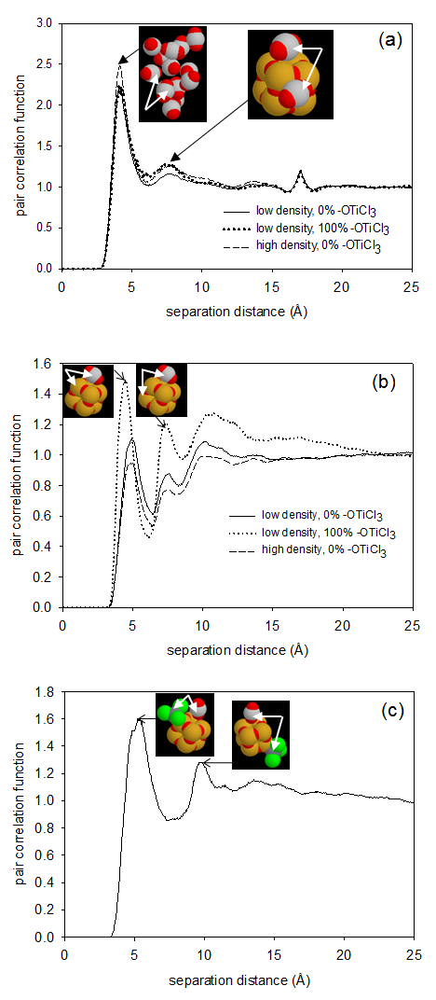 (a)
3.0
2.5
2.0
1.5
1.0
0.5
0.0
pair correlation function
low density, 0% -OTiCl3
low density, 100% -OTiCl3
high density, 0% -OTiCl3
0 5 10 15 20 25
separation distance (Å)
(b)
1.6
1.4
1.2
1.0
0.8
0.6
0.4
0.2
0.0
pair correlation function
low density, 0% -OTiCl3
low density, 100% -OTiCl3
high density, 0% -OTiCl3
0 5 10 15 20 25
separation distance (Å)
(c)
1.8
1.6
1.4
1.2
1.0
0.8
0.6
0.4
0.2
0.0
pair correlation function
0 5 10 15 20 25
separation distance (Å)